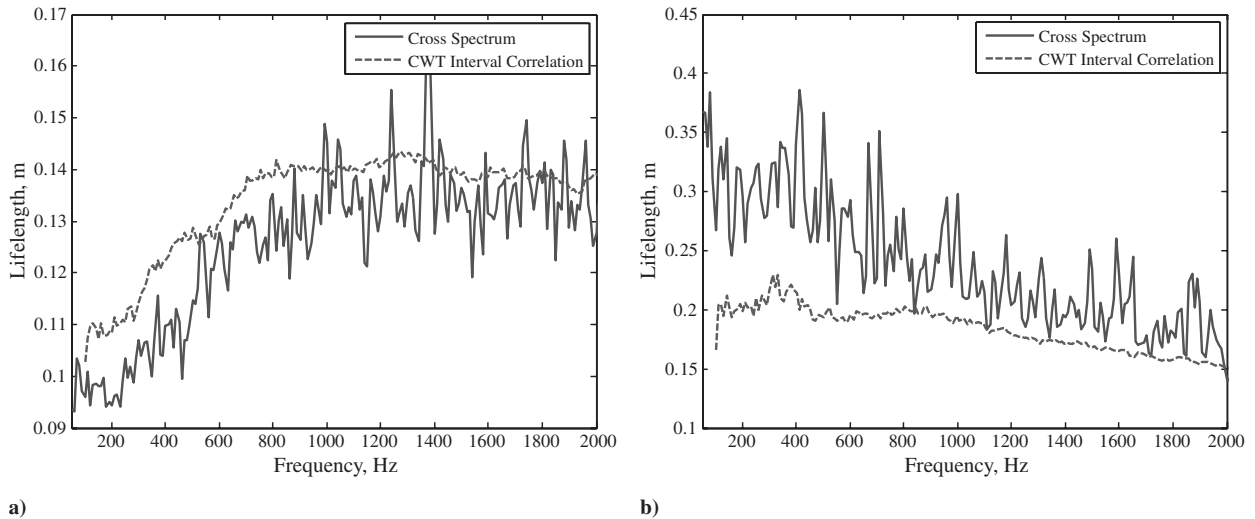 0.17
0.16
0.15
0.14
0.13
0.12
0.11
0.1
0.09
Lifelength, m
Cross Spectrum
CWT Interval Correlation
200 400 600 800 1000 1200 1400 1600 1800 2000
Frequency, Hz
a)
0.45
0.4
0.35
0.3
0.25
0.2
0.15
0.1
Lifelength, m
Cross Spectrum
CWT Interval Correlation
200 400 600 800 1000 1200 1400 1600 1800 2000
Frequency, Hz
b)